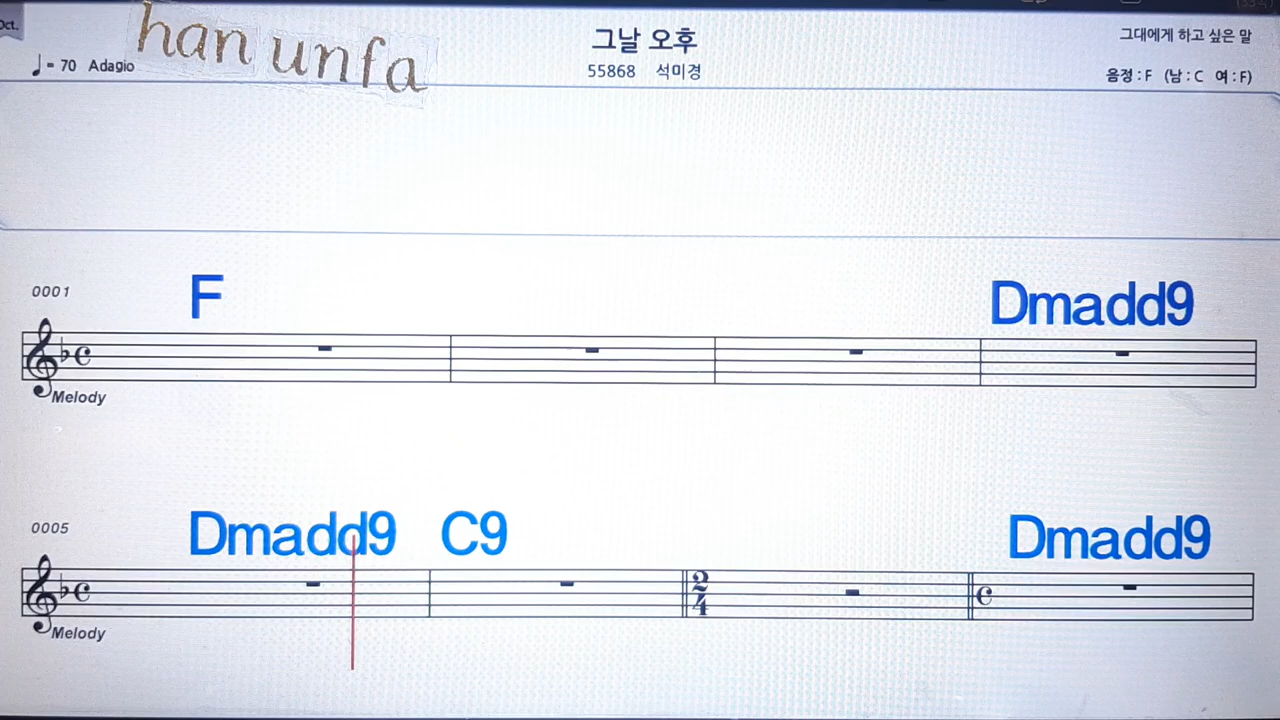 Oct.
han unfa
그날 오후
그대에게 하고 싶은 말
♩= 70 Adagio
55868 석미경
음정 : F (남 : C 여 : F)
0001
F Dmadd9
Melody
0005
Dmadd9 C9 Dmadd9
2
4
Melody